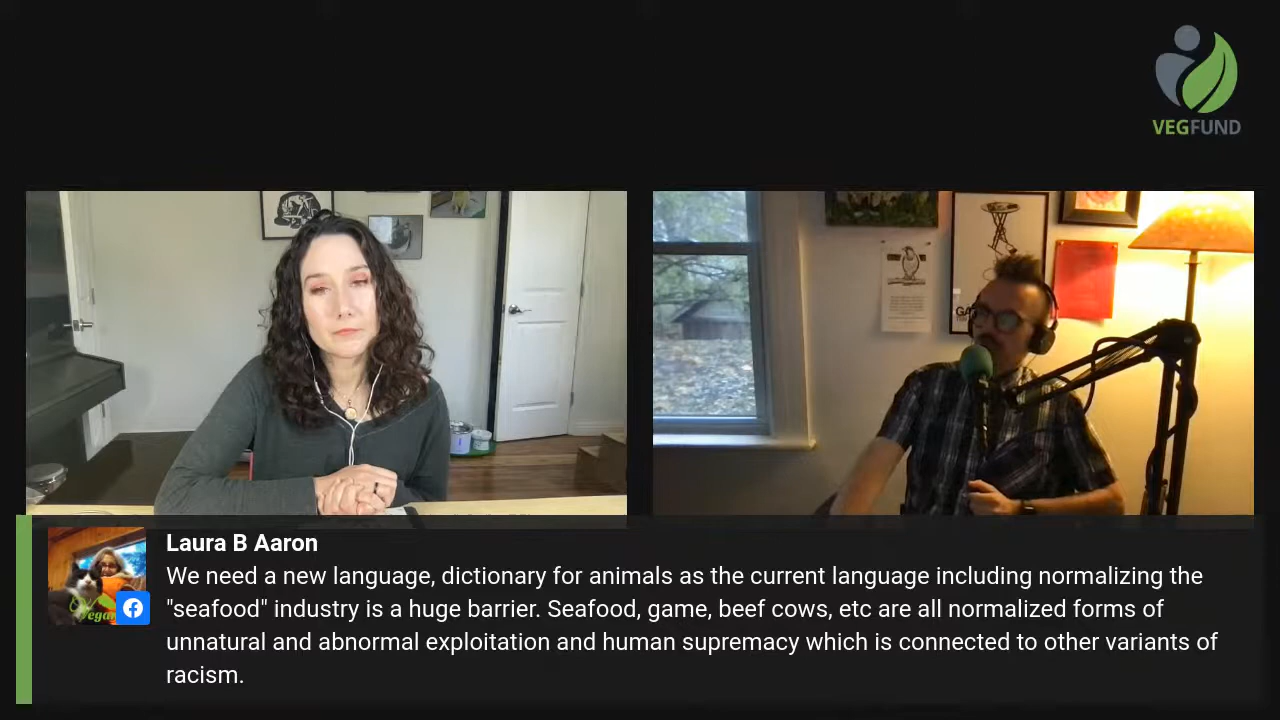 VEGFUND
GA
Laura B Aaron
We need a new language, dictionary for animals as the current language including normalizing the
"seafood" industry is a huge barrier. Seafood, game, beef cows, etc are all normalized forms of
unnatural and abnormal exploitation and human supremacy which is connected to other variants of
racism.